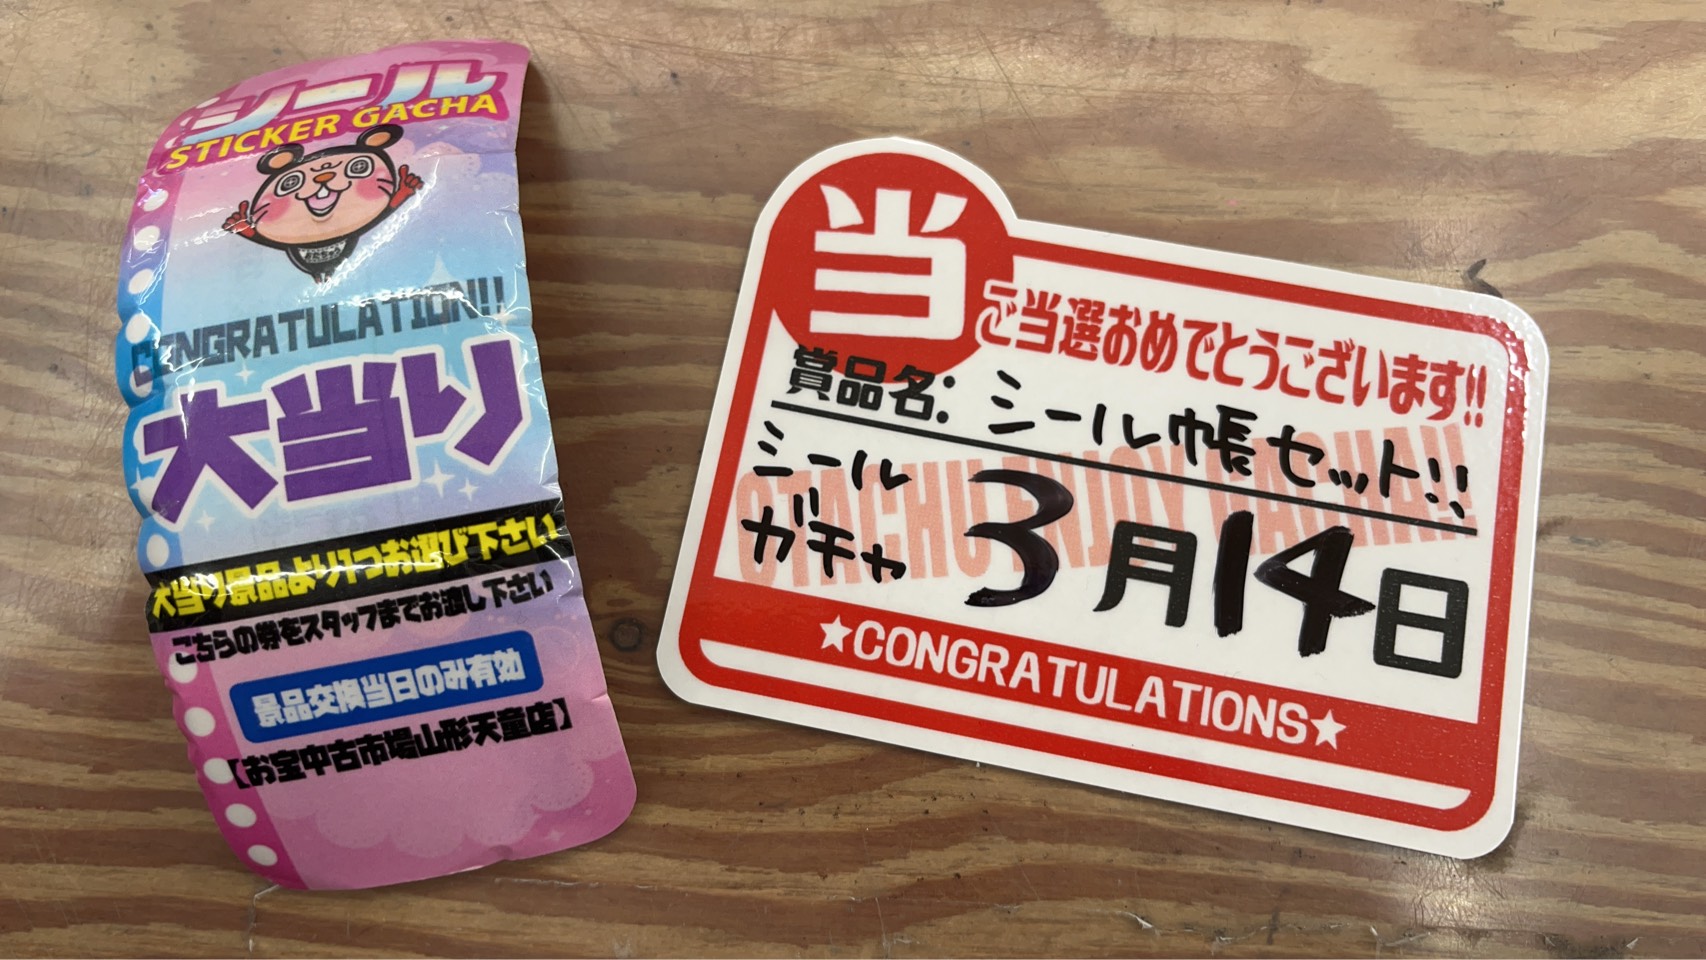 シール
STICKER GACHA
CONGRATULATION!!
大当り
大当り景品より1つお選び下さい
こちらの券をスタッフまでお渡し下さい
景品交換当日のみ有効
【お宝中古市場山形天童店】
当
ご当選おめでとうございます!!
賞品名: シール帳セット!!
シール
ガチャ
3月14日
★CONGRATULATIONS★